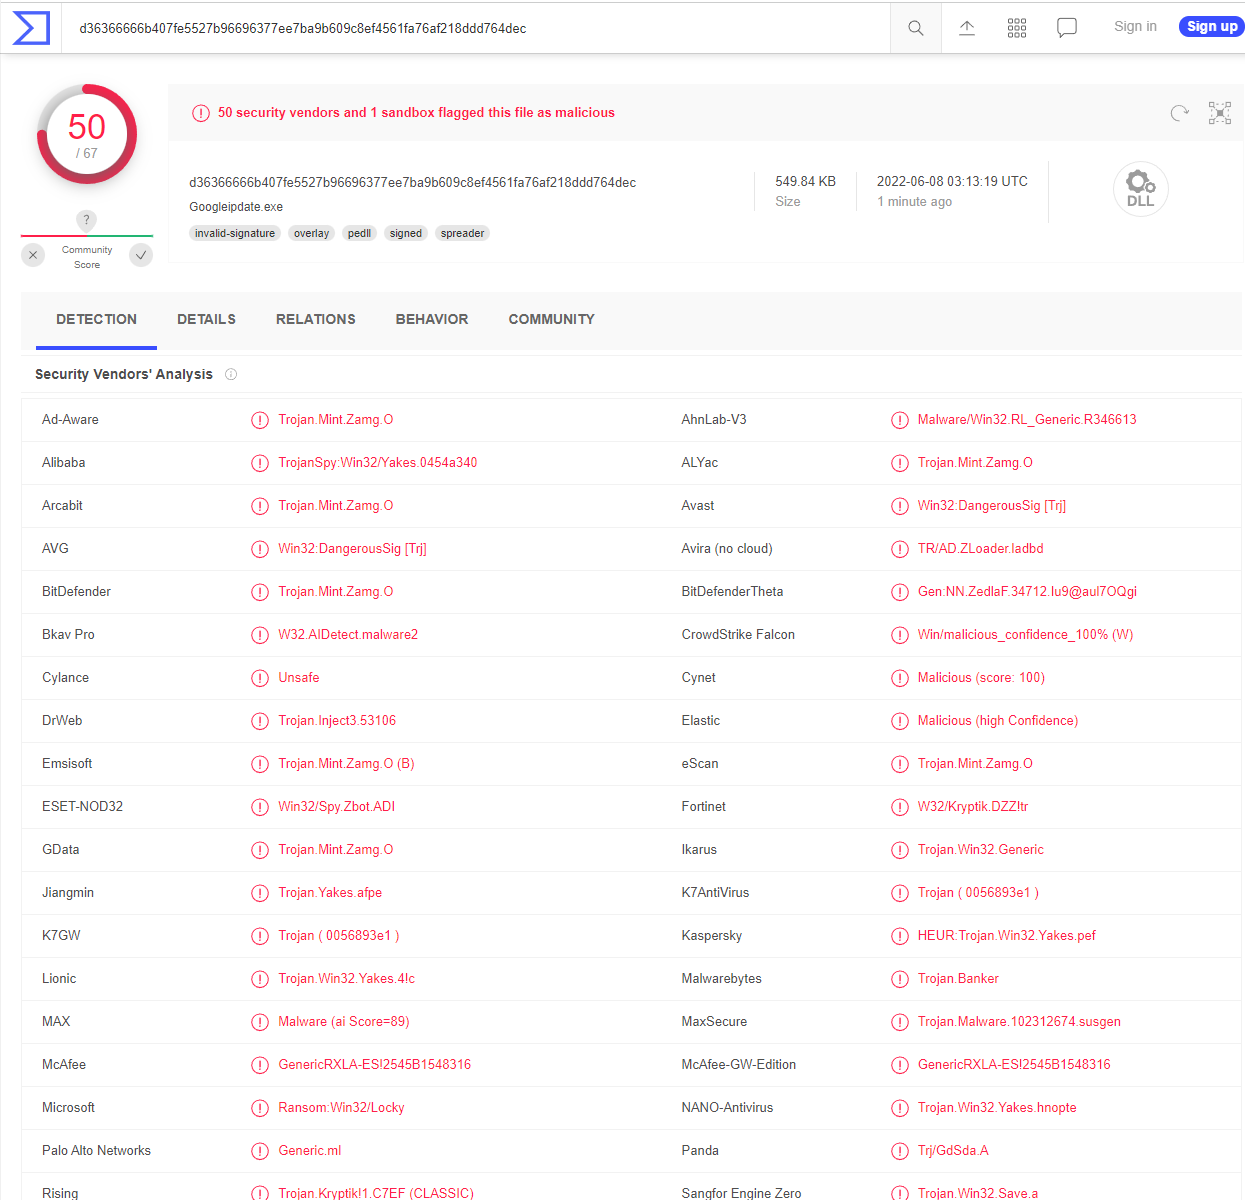 d36366666b407fe5527b96696377ee7ba9b609c8ef4561fa76af218ddd764dec
Sign in
Sign up
50
/ 67
50 security vendors and 1 sandbox flagged this file as malicious
d36366666b407fe5527b96696377ee7ba9b609c8ef4561fa76af218ddd764dec
Googleipdate.exe
invalid-signature overlay pedll signed spreader
549.84 KB
Size
2022-06-08 03:13:19 UTC
1 minute ago
DLL
?
Community
Score
DETECTION DETAILS RELATIONS BEHAVIOR COMMUNITY
Security Vendors' Analysis
Ad-Aware Trojan.Mint.Zamg.O AhnLab-V3 Malware/Win32.RL_Generic.R346613
Alibaba TrojanSpy:Win32/Yakes.0454a340 ALYac Trojan.Mint.Zamg.O
Arcabit Trojan.Mint.Zamg.O Avast Win32:DangerousSig [Trj]
AVG Win32:DangerousSig [Trj] Avira (no cloud) TR/AD.ZLoader.ladbd
BitDefender Trojan.Mint.Zamg.O BitDefenderTheta Gen:NN.ZedlaF.34712.Iu9@aul7OQgi
Bkav Pro W32.AIDetect.malware2 CrowdStrike Falcon Win/malicious_confidence_100% (W)
Cylance Unsafe Cynet Malicious (score: 100)
DrWeb Trojan.Inject3.53106 Elastic Malicious (high Confidence)
Emsisoft Trojan.Mint.Zamg.O (B) eScan Trojan.Mint.Zamg.O
ESET-NOD32 Win32/Spy.Zbot.ADI Fortinet W32/Kryptik.DZZ!tr
GData Trojan.Mint.Zamg.O Ikarus Trojan.Win32.Generic
Jiangmin Trojan.Yakes.afpe K7AntiVirus Trojan ( 0056893e1 )
K7GW Trojan ( 0056893e1 ) Kaspersky HEUR:Trojan.Win32.Yakes.pef
Lionic Trojan.Win32.Yakes.4!c Malwarebytes Trojan.Banker
MAX Malware (ai Score=89) MaxSecure Trojan.Malware.102312674.susgen
McAfee GenericRXLA-ES!2545B1548316 McAfee-GW-Edition GenericRXLA-ES!2545B1548316
Microsoft Ransom:Win32/Locky NANO-Antivirus Trojan.Win32.Yakes.hnopte
Palo Alto Networks Generic.ml Panda Trj/GdSda.A
Rising Trojan.Kryptik!1.C7EF (CLASSIC) Sangfor Engine Zero Trojan.Win32.Save.a